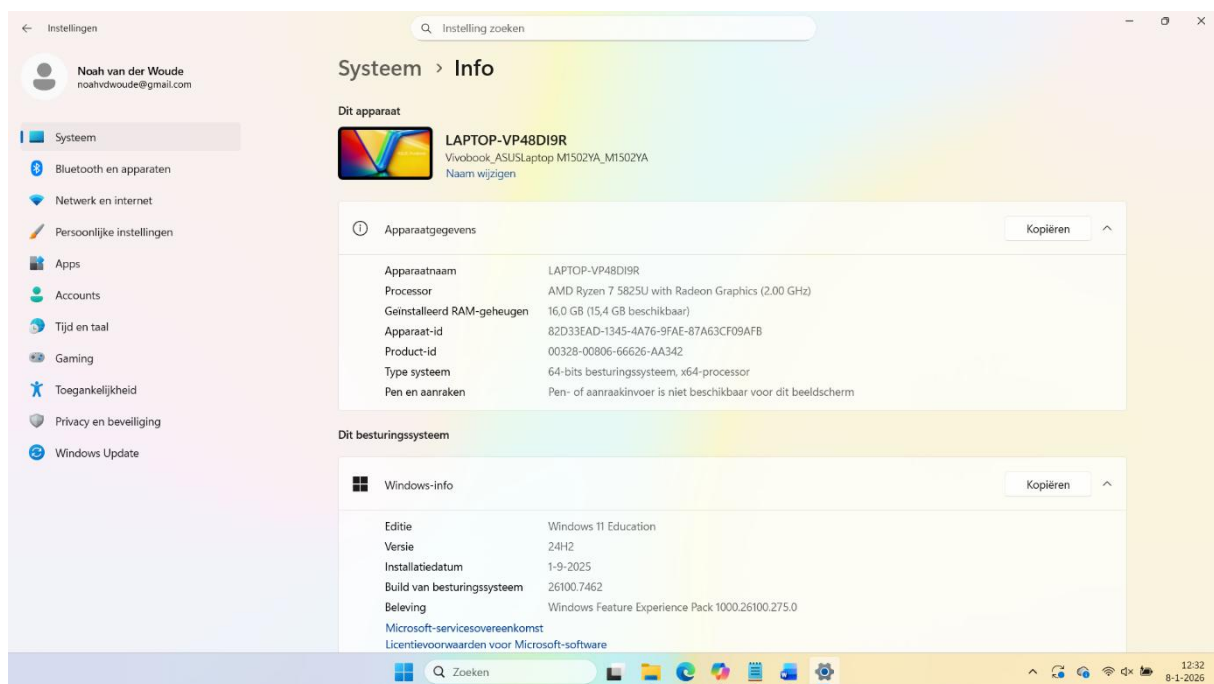 Instellingen
Instelling zoeken
Noah van der Woude
noahvdwoude@gmail.com
Systeem
Bluetooth en apparaten
Netwerk en internet
Persoonlijke instellingen
Apps
Accounts
Tijd en taal
Gaming
Toegankelijkheid
Privacy en beveiliging
Windows Update
Systeem > Info
Dit apparaat
LAPTOP-VP48DI9R
Vivobook_ASUSLaptop M1502YA_M1502YA
Naam wijzigen
Apparaatgegevens Kopiëren
Apparaatnaam LAPTOP-VP48DI9R
Processor AMD Ryzen 7 5825U with Radeon Graphics (2.00 GHz)
Geïnstalleerd RAM-geheugen 16,0 GB (15,4 GB beschikbaar)
Apparaat-id 82D33EAD-1345-4A76-9FAE-87A63CF09AFB
Product-id 00328-00806-66626-AA342
Type systeem 64-bits besturingssysteem, x64-processor
Pen en aanraken Pen- of aanraakinvoer is niet beschikbaar voor dit beeldscherm
Dit besturingssysteem
Windows-info Kopiëren
Editie Windows 11 Education
Versie 24H2
Installatiedatum 1-9-2025
Build van besturingssysteem 26100.7462
Beleving Windows Feature Experience Pack 1000.26100.275.0
Microsoft-servicesovereenkomst
Licentievoorwaarden voor Microsoft-software
Zoeken
12:32
8-1-2026